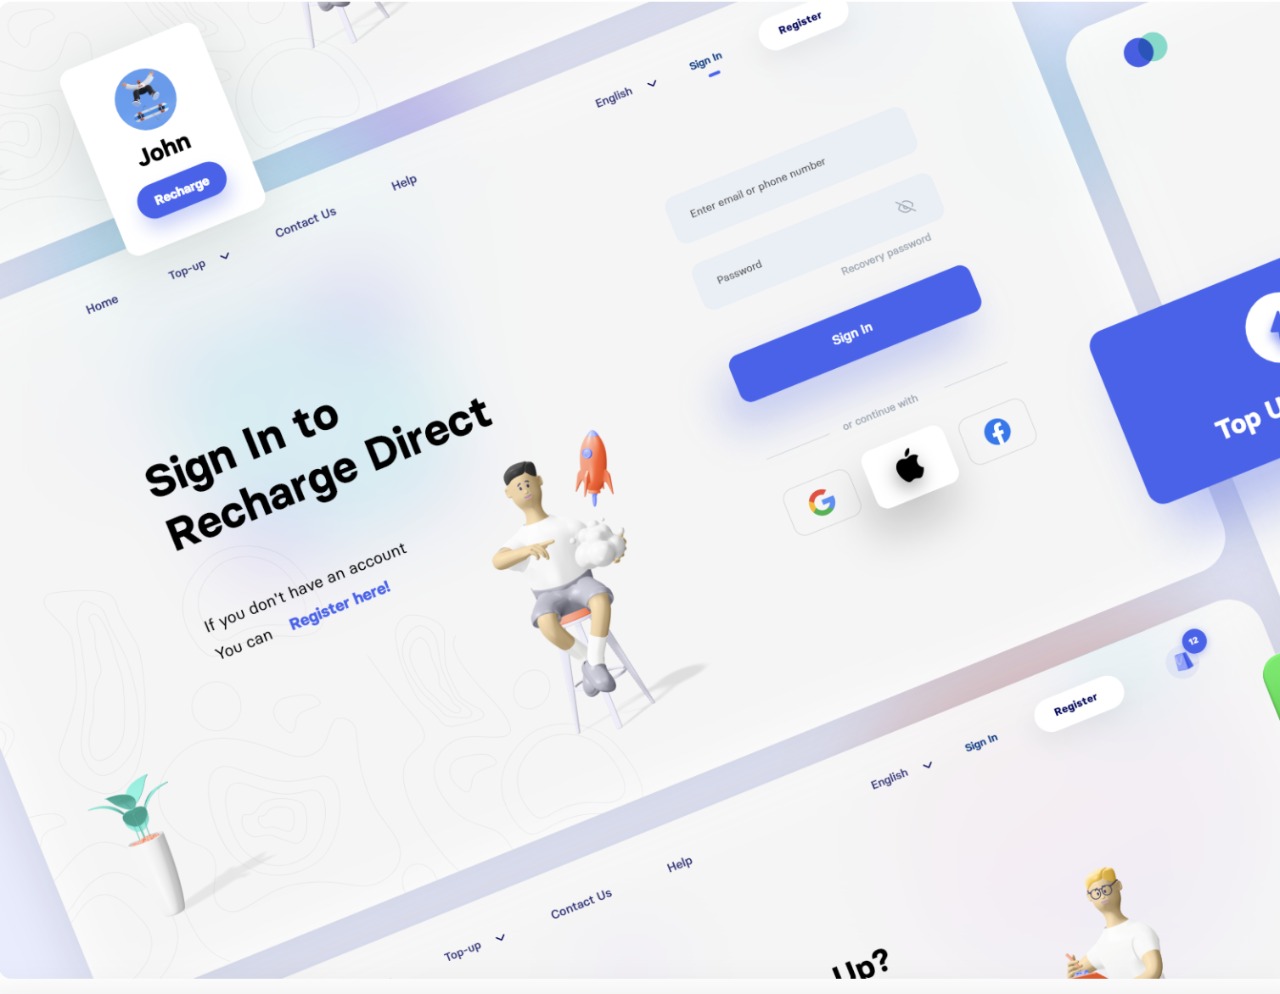 John
Recharge
Home
Top-up
Contact Us
Help
English
Sign In
Register
Sign In to
Recharge Direct
If you don't have an account
You can Register here!
Enter email or phone number
Password
Recovery password
Sign In
or continue with
Top U
12
Top-up
Contact Us
Help
English
Sign In
Register
Up?